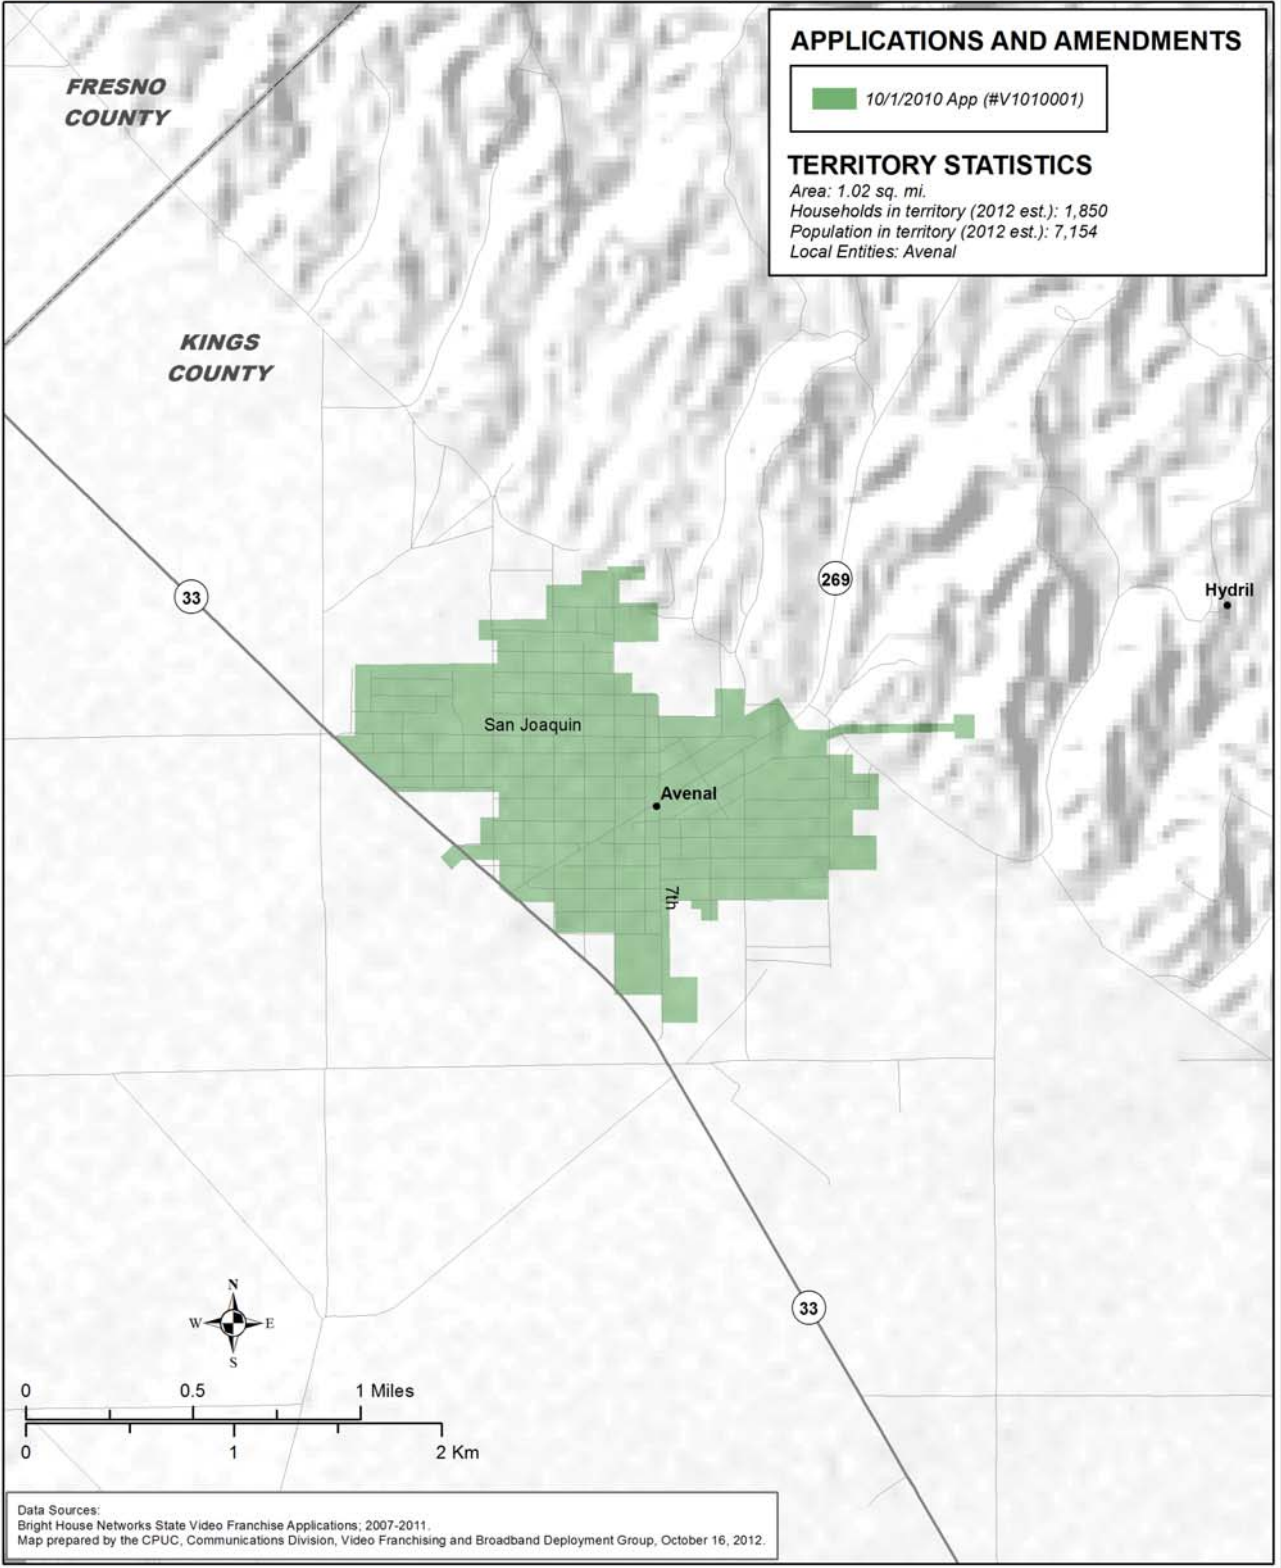 APPLICATIONS AND AMENDMENTS
10/1/2010 App (#V1010001)
TERRITORY STATISTICS
Area: 1.02 sq. mi.
Households in territory (2012 est.): 1,850
Population in territory (2012 est.): 7,154
Local Entities: Avenal
FRESNO
COUNTY
KINGS
COUNTY
33
269
Hydril
San Joaquin
Avenal
7th
33
N
W E
S
0 0.5 1 Miles
0 1 2 Km
Data Sources:
Bright House Networks State Video Franchise Applications; 2007-2011.
Map prepared by the CPUC, Communications Division, Video Franchising and Broadband Deployment Group, October 16, 2012.